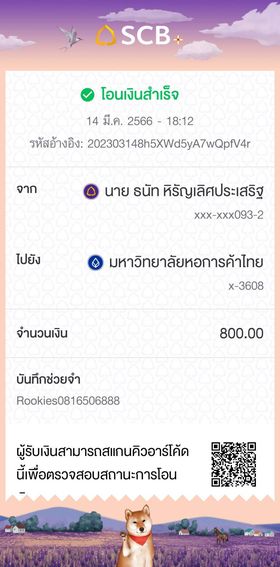 SCB
โอนเงินสำเร็จ
14 มี.ค. 2566 - 18:12
รหัสอ้างอิง: 202303148h5XWd5yA7wQpfV4r
จาก
นาย ธนัท หิรัญเลิศประเสริฐ
xxx-xxx093-2
ไปยัง
มหาวิทยาลัยหอการค้าไทย
x-3608
จำนวนเงิน
800.00
บันทึกช่วยจำ
Rookies0816506888
ผู้รับเงินสามารถสแกนคิวอาร์โค้ด
นี้เพื่อตรวจสอบสถานะการโอน